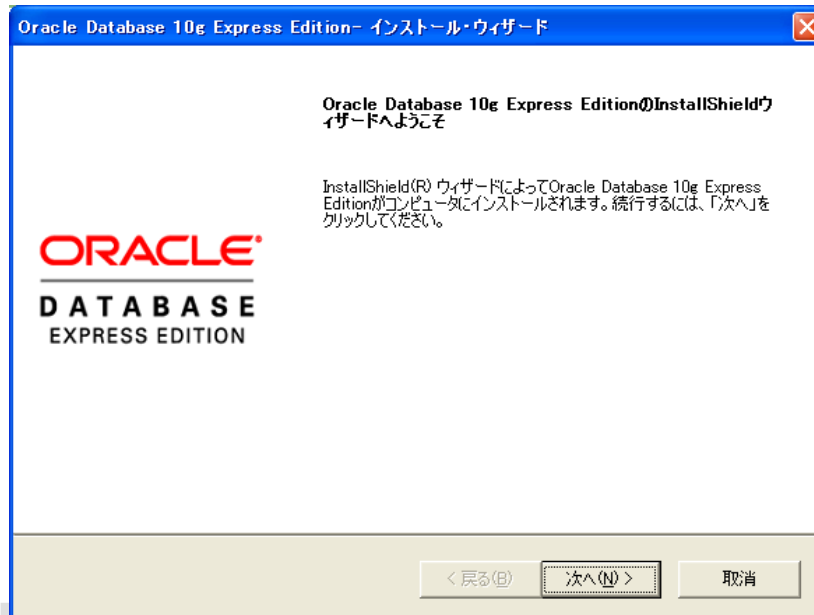 Oracle Database 10g Express Edition- インストール・ウィザード
Oracle Database 10g Express EditionのInstallShieldウ
ィザードへようこそ
InstallShield(R) ウィザードによってOracle Database 10g Express
Editionがコンピュータにインストールされます。続行するには、「次へ」を
クリックしてください。
ORACLE
DATABASE
EXPRESS EDITION
< 戻る(B)
次へ(N) >
取消